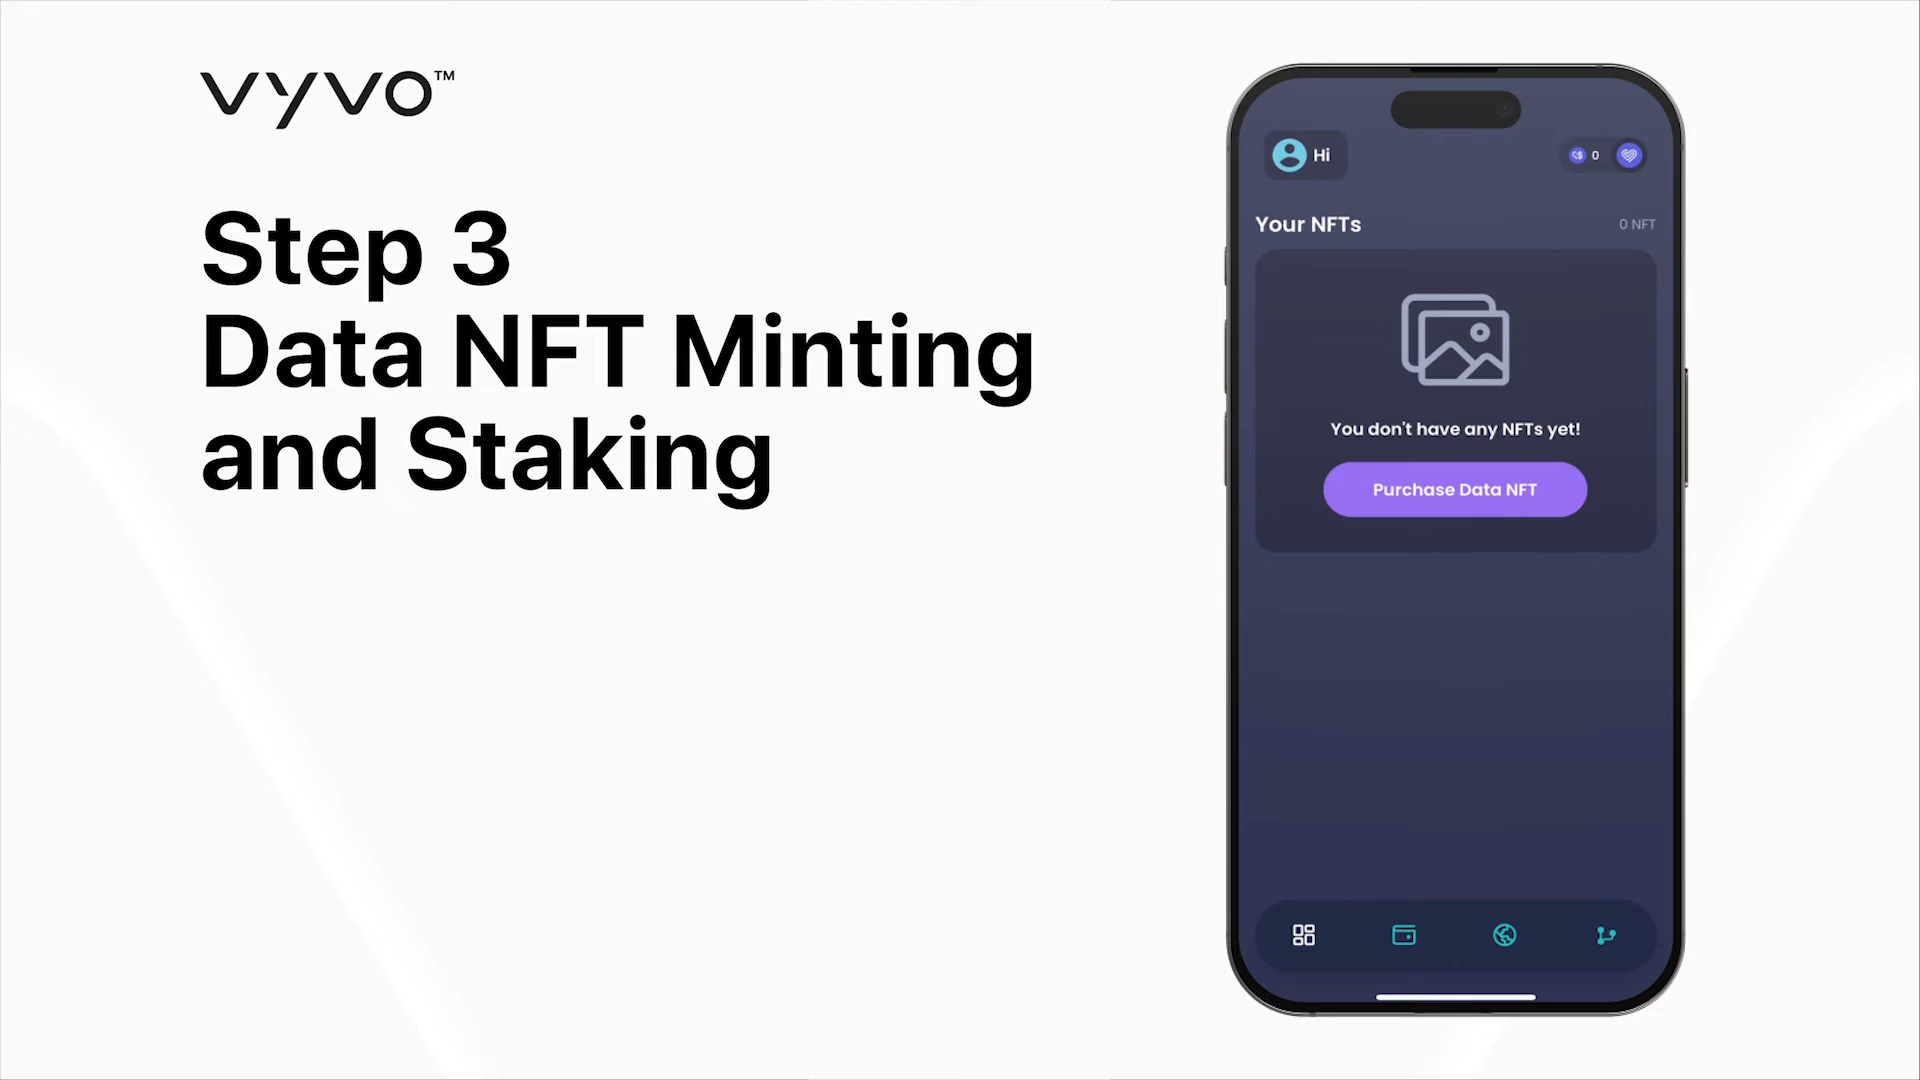 vyvo™
Step 3
Data NFT Minting
and Staking
Hi
0
Your NFTs
0 NFT
You don't have any NFTs yet!
Purchase Data NFT